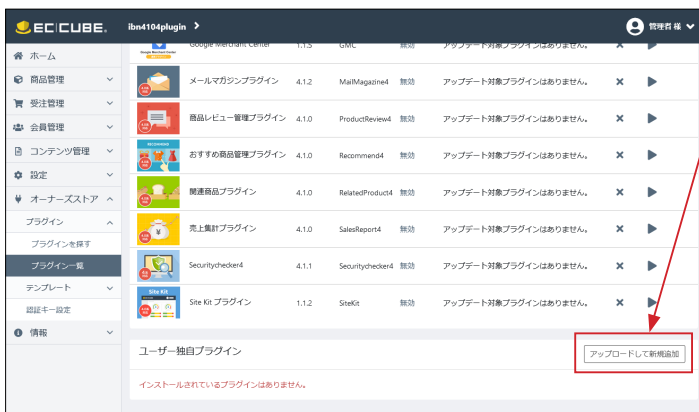 EC CUBE.
ibn4104plugin
管理者 様
ホーム
商品管理
受注管理
会員管理
コンテンツ管理
設定
オーナーズストア
プラグイン
プラグインを探す
プラグイン一覧
テンプレート
認証キー設定
情報
Google Merchant Center 1.1.5 GMC 無効 アップデート対象プラグインはありません。
メールマガジンプラグイン 4.1.2 MailMagazine4 無効 アップデート対象プラグインはありません。
商品レビュー管理プラグイン 4.1.0 ProductReview4 無効 アップデート対象プラグインはありません。
RECOMMEND
おすすめ商品管理プラグイン 4.1.0 Recommend4 無効 アップデート対象プラグインはありません。
関連商品プラグイン 4.1.0 RelatedProduct4 無効 アップデート対象プラグインはありません。
売上集計プラグイン 4.1.0 SalesReport4 無効 アップデート対象プラグインはありません。
Securitychecker4 4.1.1 Securitychecker4 無効 アップデート対象プラグインはありません。
Site Kit
Site Kit プラグイン 1.1.2 SiteKit 無効 アップデート対象プラグインはありません。
ユーザー独自プラグイン
アップロードして新規追加
インストールされているプラグインはありません。